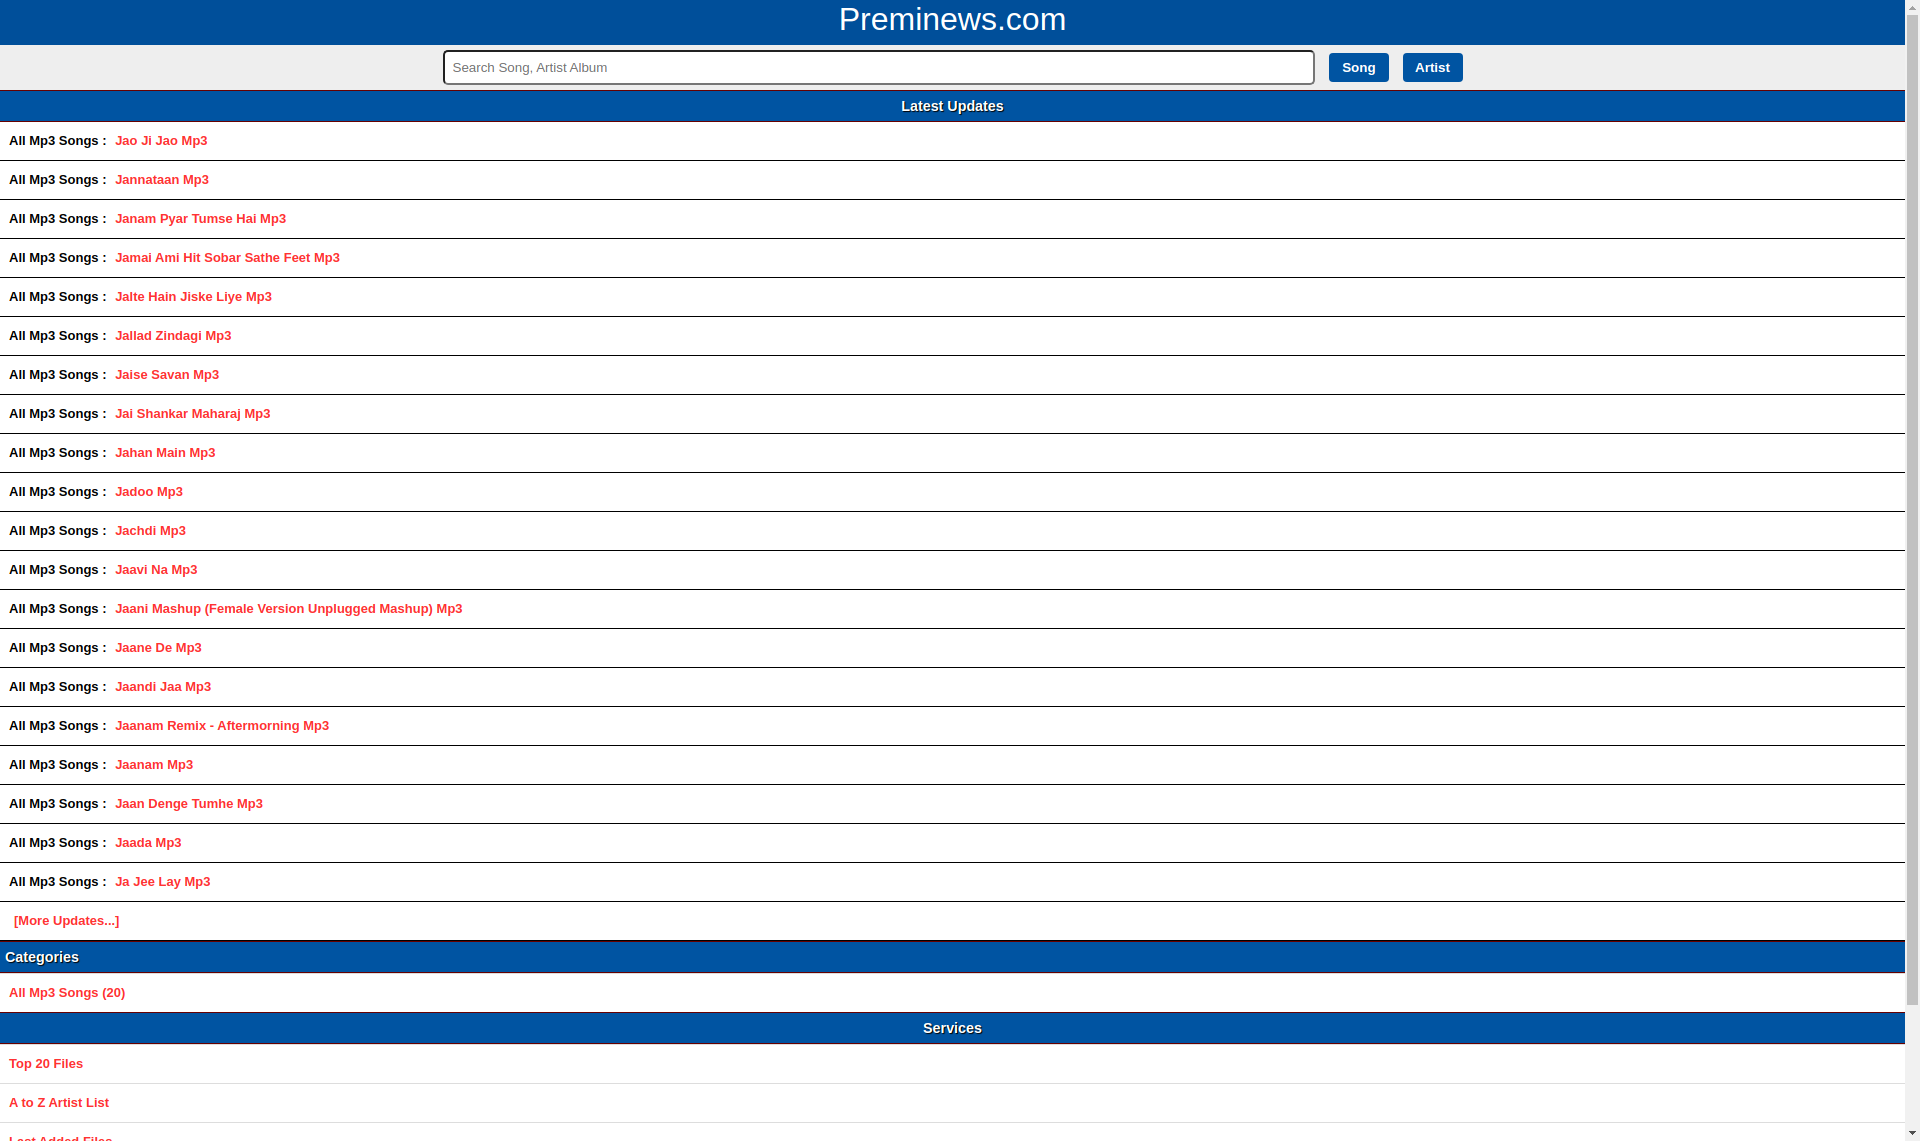 Preminews.com
Search Song, Artist Album
Song
Artist
Latest Updates
All Mp3 Songs : Jao Ji Jao Mp3
All Mp3 Songs : Jannataan Mp3
All Mp3 Songs : Janam Pyar Tumse Hai Mp3
All Mp3 Songs : Jamai Ami Hit Sobar Sathe Feet Mp3
All Mp3 Songs : Jalte Hain Jiske Liye Mp3
All Mp3 Songs : Jallad Zindagi Mp3
All Mp3 Songs : Jaise Savan Mp3
All Mp3 Songs : Jai Shankar Maharaj Mp3
All Mp3 Songs : Jahan Main Mp3
All Mp3 Songs : Jadoo Mp3
All Mp3 Songs : Jachdi Mp3
All Mp3 Songs : Jaavi Na Mp3
All Mp3 Songs : Jaani Mashup (Female Version Unplugged Mashup) Mp3
All Mp3 Songs : Jaane De Mp3
All Mp3 Songs : Jaandi Jaa Mp3
All Mp3 Songs : Jaanam Remix - Aftermorning Mp3
All Mp3 Songs : Jaanam Mp3
All Mp3 Songs : Jaan Denge Tumhe Mp3
All Mp3 Songs : Jaada Mp3
All Mp3 Songs : Ja Jee Lay Mp3
[More Updates...]
Categories
All Mp3 Songs (20)
Services
Top 20 Files
A to Z Artist List
Last Added Files